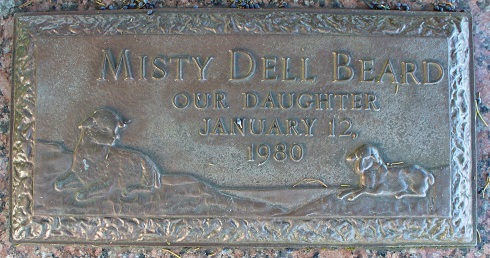 MISTY DELL BEARD
OUR DAUGHTER
JANUARY 12,
1980